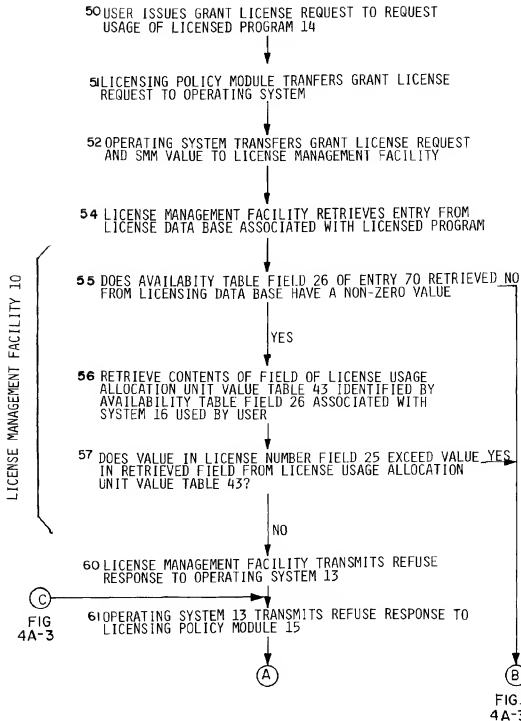 50 USER ISSUES GRANT LICENSE REQUEST TO REQUEST
USAGE OF LICENSED PROGRAM 14
51 LICENSING POLICY MODULE TRANFERS GRANT LICENSE
REQUEST TO OPERATING SYSTEM
52 OPERATING SYSTEM TRANSFERS GRANT LICENSE REQUEST
AND SMM VALUE TO LICENSE MANAGEMENT FACILITY
54 LICENSE MANAGEMENT FACILITY RETRIEVES ENTRY FROM
LICENSE DATA BASE ASSOCIATED WITH LICENSED PROGRAM
LICENSE MANAGEMENT FACILITY 10
55 DOES AVAILABITY TABLE FIELD 26 OF ENTRY 70 RETRIEVED NO
FROM LICENSING DATA BASE HAVE A NON-ZERO VALUE
YES
56 RETRIEVE CONTENTS OF FIELD OF LICENSE USAGE
ALLOCATION UNIT VALUE TABLE 43 IDENTIFIED BY
AVAILABILITY TABLE FIELD 26 ASSOCIATED WITH
SYSTEM 16 USED BY USER
57 DOES VALUE IN LICENSE NUMBER FIELD 25 EXCEED VALUE YES
IN RETRIEVED FIELD FROM LICENSE USAGE ALLOCATION
UNIT VALUE TABLE 43?
NO
60 LICENSE MANAGEMENT FACILITY TRANSMITS REFUSE
RESPONSE TO OPERATING SYSTEM 13
C
FIG
4A-3
61 OPERATING SYSTEM 13 TRANSMITS REFUSE RESPONSE TO
LICENSING POLICY MODULE 15
A
B
FIG.
4A-3